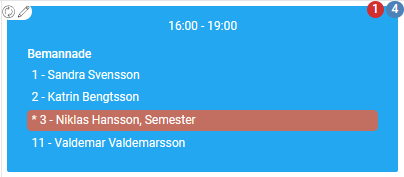 1 4
16:00 - 19:00
Bemannade
1 - Sandra Svensson
2 - Katrin Bengtsson
* 3 - Niklas Hansson, Semester
11 - Valdemar Valdemarsson